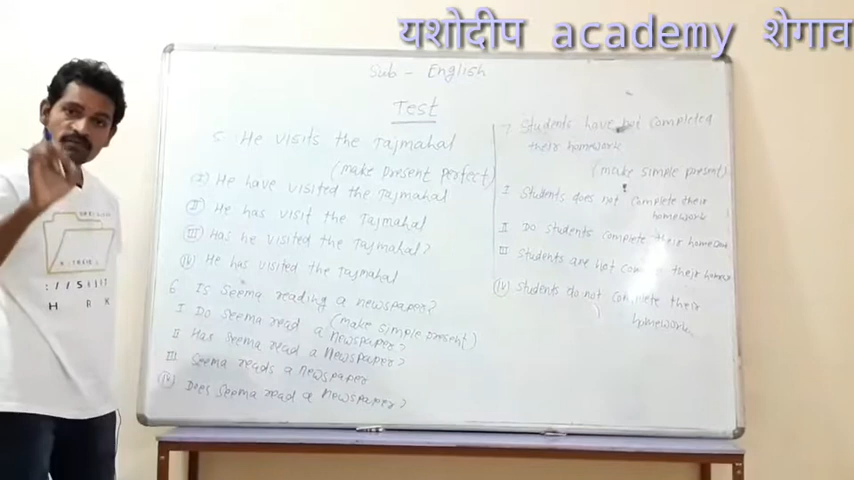 यशोदीप academy शेगाव
Sub - English
Test
5 He visits the Tajmahal
(make Present perfect)
(I) He have visited the Tajmahal
(II) He has visit the Tajmahal
(III) Has he visited the Tajmahal?
(IV) He has visited the Tajmahal
6 Is Seema reading a newspaper?
(make simple present)
I Do Seema read a newspaper?
II Has Seema read a newspaper?
III Seema reads a newspaper
(IV) Does Seema read a newspaper?
7 Students have not completed
their homework
(make simple present)
I Students does not complete their
homework
II Do students complete their homework
III Students are not their homework
(IV) Students do not complete their
homework